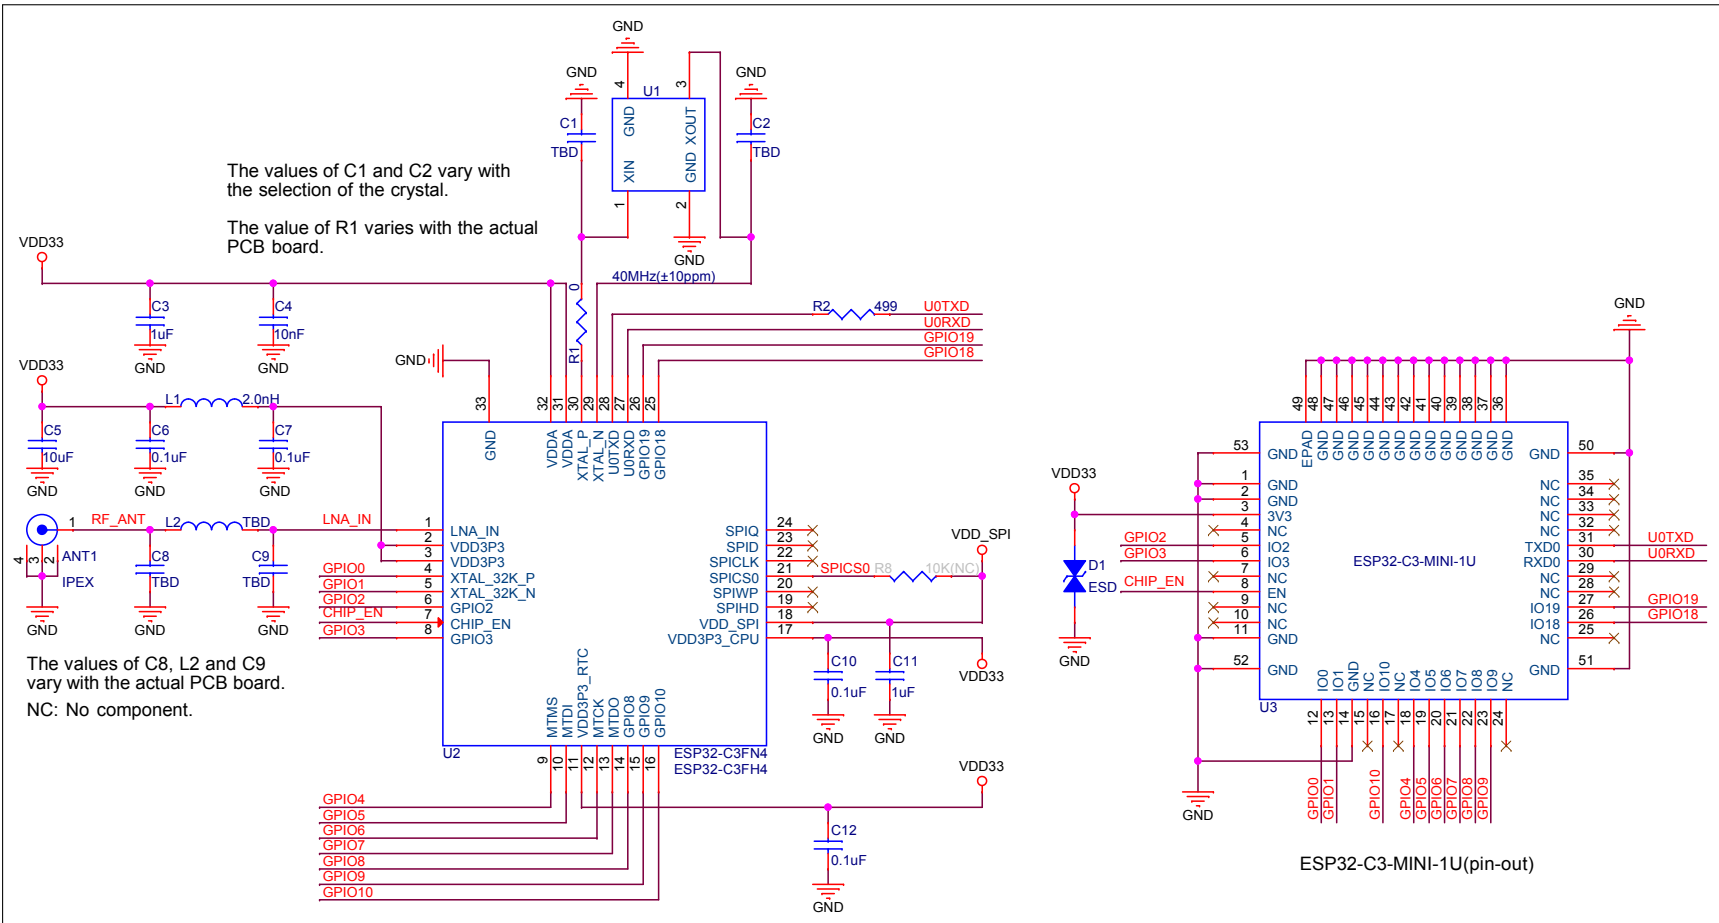 GND
GND
GND
U1
4
3
GND
XOUT
XIN
GND
1
2
C1
TBD
C2
TBD
GND
40MHz(±10ppm)
The values of C1 and C2 vary with
the selection of the crystal.
The value of R1 varies with the actual
PCB board.
VDD33
C3
1uF
GND
C4
10nF
GND
R1
0
R2
499
U0TXD
U0RXD
GPIO19
GPIO18
GND
VDD33
L1
2.0nH
C5
10uF
GND
C6
0.1uF
GND
C7
0.1uF
GND
1
RF_ANT
L2
TBD
LNA_IN
4
3
2
ANT1
IPEX
GND
C8
TBD
GND
C9
TBD
GND
GPIO0
GPIO1
GPIO2
CHIP_EN
GPIO3
The values of C8, L2 and C9
vary with the actual PCB board.
NC: No component.
33
32
31
30
29
28
27
26
25
GND
VDDA
VDDA
XTAL_P
XTAL_N
U0TXD
U0RXD
GPIO19
GPIO18
1
LNA_IN
2
VDD3P3
3
VDD3P3
4
XTAL_32K_P
5
XTAL_32K_N
6
GPIO2
7
CHIP_EN
8
GPIO3
SPIQ
24
SPID
23
SPICLK
22
SPICS0
21
SPIWP
20
SPIHD
19
VDD_SPI
18
VDD3P3_CPU
17
MTMS
MTDI
VDD3P3_RTC
MTCK
MTDO
GPIO8
GPIO9
GPIO10
9
10
11
12
13
14
15
16
U2
ESP32-C3FN4
ESP32-C3FH4
SPICS0
R8
10K(NC)
VDD_SPI
C10
0.1uF
GND
C11
1uF
GND
VDD33
VDD33
C12
0.1uF
GND
GPIO4
GPIO5
GPIO6
GPIO7
GPIO8
GPIO9
GPIO10
GND
49
48
47
46
45
44
43
42
41
40
39
38
37
36
EPAD
GND
GND
GND
GND
GND
GND
GND
GND
GND
GND
GND
GND
GND
53
GND
1
GND
2
GND
3
3V3
4
NC
5
IO2
6
IO3
7
NC
8
EN
9
NC
10
NC
11
GND
52
GND
GND
50
NC
35
NC
34
NC
33
NC
32
TXD0
31
RXD0
30
NC
29
NC
28
IO19
27
IO18
26
NC
25
GND
51
ESP32-C3-MINI-1U
U0TXD
U0RXD
GPIO19
GPIO18
VDD33
GPIO2
GPIO3
CHIP_EN
D1
ESD
GND
IO0
IO1
GND
NC
IO10
NC
IO4
IO5
IO6
IO7
IO8
IO9
NC
U3
12
13
14
15
16
17
18
19
20
21
22
23
24
GPIO0
GPIO1
GPIO10
GPIO4
GPIO5
GPIO6
GPIO7
GPIO8
GPIO9
GND
ESP32-C3-MINI-1U(pin-out)